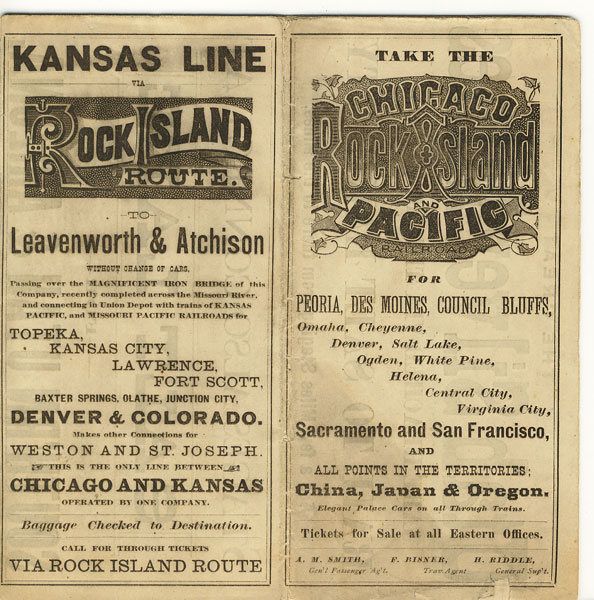 KANSAS LINE
VIA
ROCK ISLAND
ROUTE.
TO
Leavenworth & Atchison
WITHOUT CHANGE OF CARS.
Passing over the MAGNIFICENT IRON BRIDGE of this
Company, recently completed across the Missouri River,
and connecting in Union Depot with trains of KANSAS
PACIFIC, and MISSOURI PACIFIC RAILROADS for
TOPEKA,
KANSAS CITY,
LAWRENCE,
FORT SCOTT,
BAXTER SPRINGS, OLATHE, JUNCTION CITY,
DENVER & COLORADO.
Makes other Connections for
WESTON AND ST. JOSEPH.
THIS IS THE ONLY LINE BETWEEN
CHICAGO AND KANSAS
OPERATED BY ONE COMPANY.
Baggage Checked to Destination.
CALL FOR THROUGH TICKETS
VIA ROCK ISLAND ROUTE
TAKE THE
CHICAGO
Rock Island
AND
PACIFIC
RAILROAD
FOR
PEORIA, DES MOINES, COUNCIL BLUFFS,
Omaha, Cheyenne,
Denver, Salt Lake,
Ogden, White Pine,
Helena,
Central City,
Virginia City,
Sacramento and San Francisco,
AND
ALL POINTS IN THE TERRITORIES;
China, Japan & Oregon.
Elegant Palace Cars on all Through Trains.
Tickets for Sale at all Eastern Offices.
A. M. SMITH, F. BISNER, H. RIDDLE,
Gen'l Passenger Ag't. Trav. Agent General Sup't.